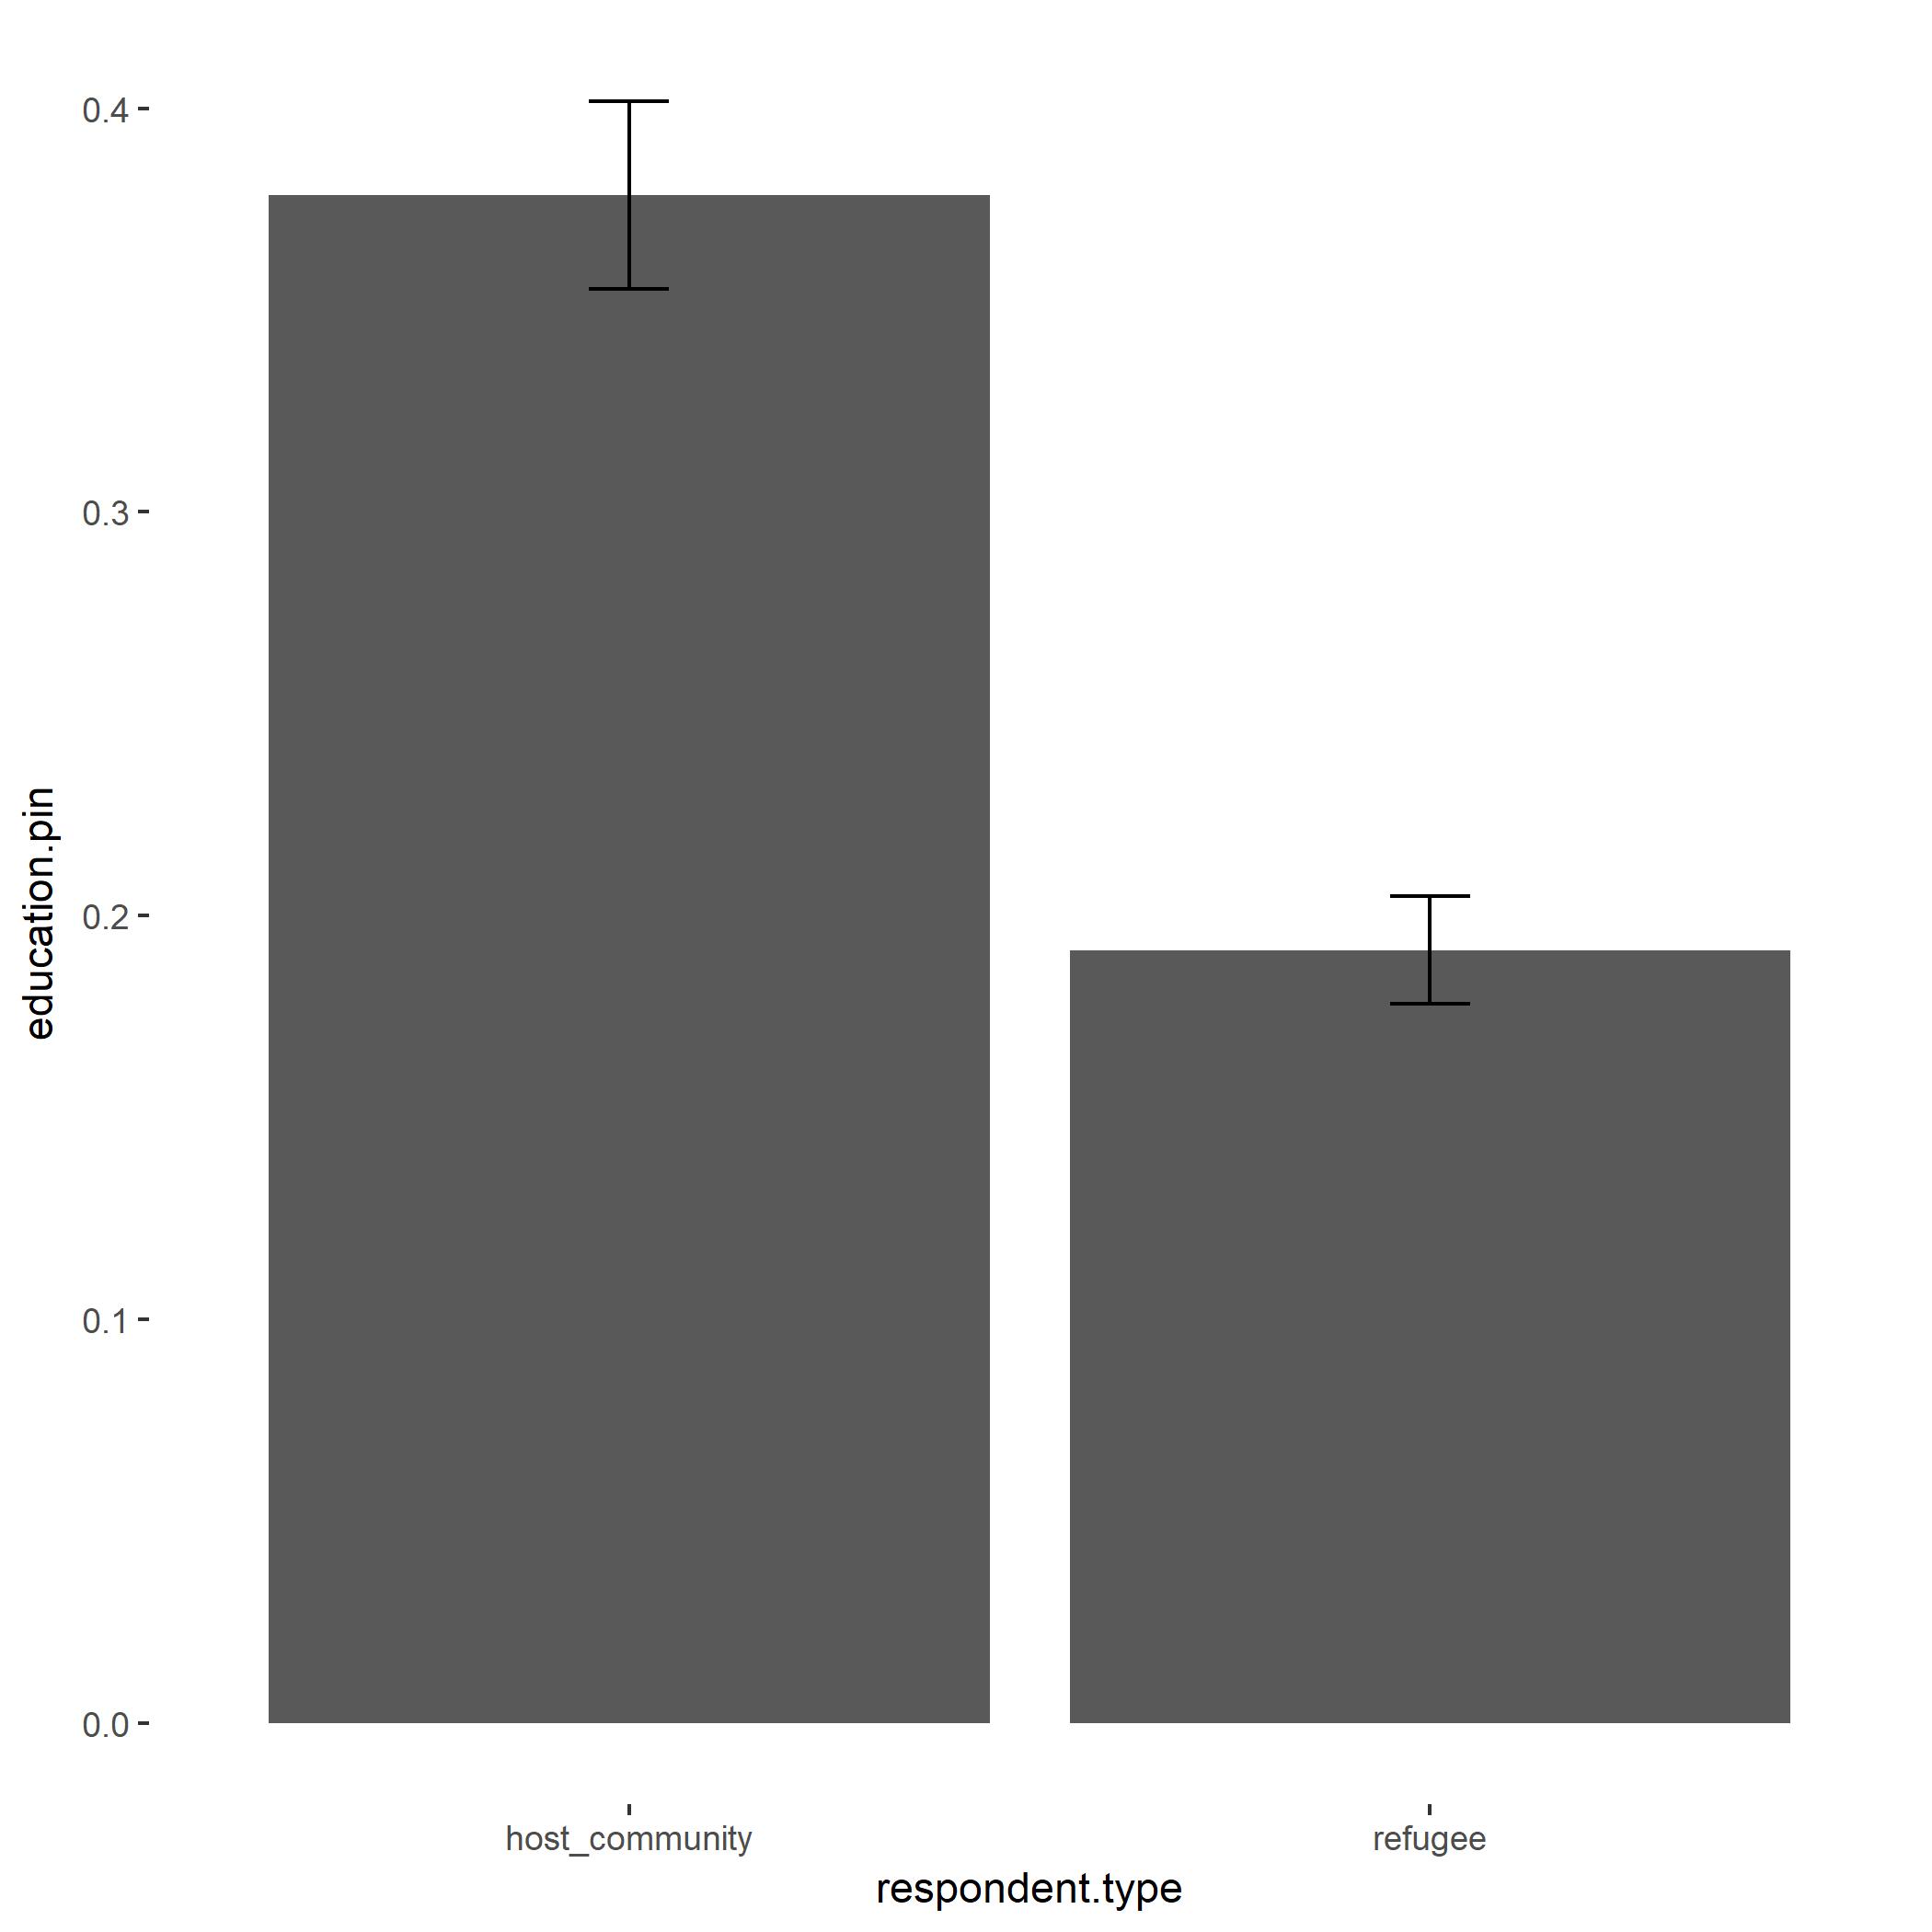 0.4
0.3
0.2
0.1
0.0
education.pin
host_community
refugee
respondent.type